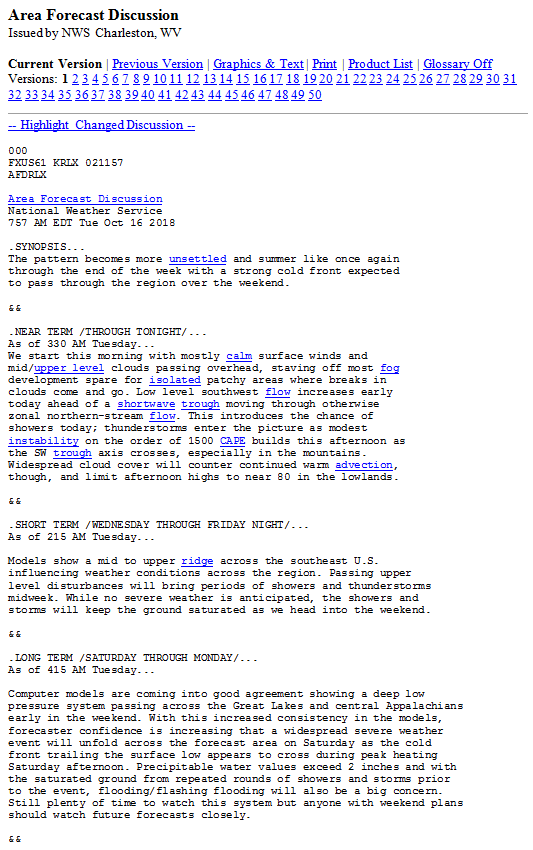 Area Forecast Discussion
Issued by NWS Charleston, WV
Current Version | Previous Version | Graphics & Text | Print | Product List | Glossary Off
Versions: 1 2 3 4 5 6 7 8 9 10 11 12 13 14 15 16 17 18 19 20 21 22 23 24 25 26 27 28 29 30 31
32 33 34 35 36 37 38 39 40 41 42 43 44 45 46 47 48 49 50
-- Highlight Changed Discussion --
000
FXUS61 KRLX 021157
AFDRLX
Area Forecast Discussion
National Weather Service
757 AM EDT Tue Oct 16 2018
.SYNOPSIS...
The pattern becomes more unsettled and summer like once again
through the end of the week with a strong cold front expected
to pass through the region over the weekend.
&&
.NEAR TERM /THROUGH TONIGHT/...
As of 330 AM Tuesday...
We start this morning with mostly calm surface winds and
mid/upper level clouds passing overhead, staving off most fog
development spare for isolated patchy areas where breaks in
clouds come and go. Low level southwest flow increases early
today ahead of a shortwave trough moving through otherwise
zonal northern-stream flow. This introduces the chance of
showers today; thunderstorms enter the picture as modest
instability on the order of 1500 CAPE builds this afternoon as
the SW trough axis crosses, especially in the mountains.
Widespread cloud cover will counter continued warm advection,
though, and limit afternoon highs to near 80 in the lowlands.
&&
.SHORT TERM /WEDNESDAY THROUGH FRIDAY NIGHT/...
As of 215 AM Tuesday...
Models show a mid to upper ridge across the southeast U.S.
influencing weather conditions across the region. Passing upper
level disturbances will bring periods of showers and thunderstorms
midweek. While no severe weather is anticipated, the showers and
storms will keep the ground saturated as we head into the weekend.
&&
.LONG TERM /SATURDAY THROUGH MONDAY/...
As of 415 AM Tuesday...
Computer models are coming into good agreement showing a deep low
pressure system passing across the Great Lakes and central Appalachians
early in the weekend. With this increased consistency in the models,
forecaster confidence is increasing that a widespread severe weather
event will unfold across the forecast area on Saturday as the cold
front trailing the surface low appears to cross during peak heating
Saturday afternoon. Precipitable water values exceed 2 inches and with
the saturated ground from repeated rounds of showers and storms prior
to the event, flooding/flashing flooding will also be a big concern.
Still plenty of time to watch this system but anyone with weekend plans
should watch future forecasts closely.
&&